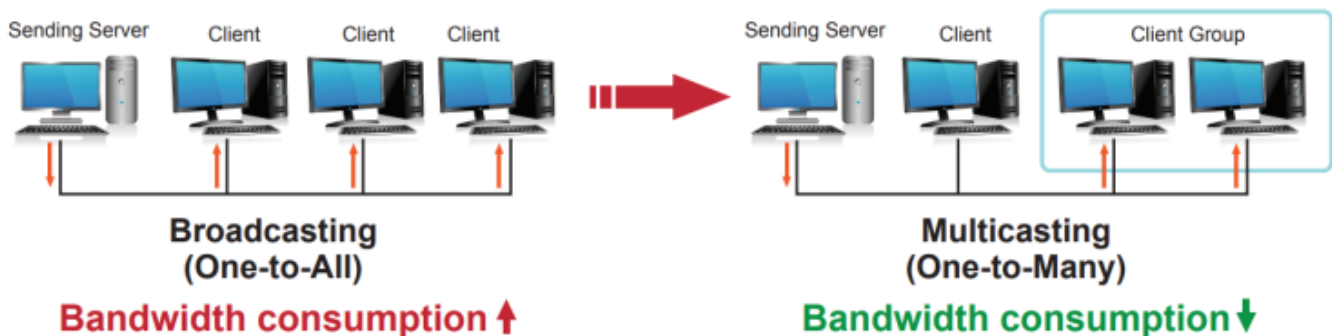 Sending Server
Client
Client
Client
Sending Server
Client
Client Group
Broadcasting
(One-to-All)
Bandwidth consumption
Multicasting
(One-to-Many)
Bandwidth consumption